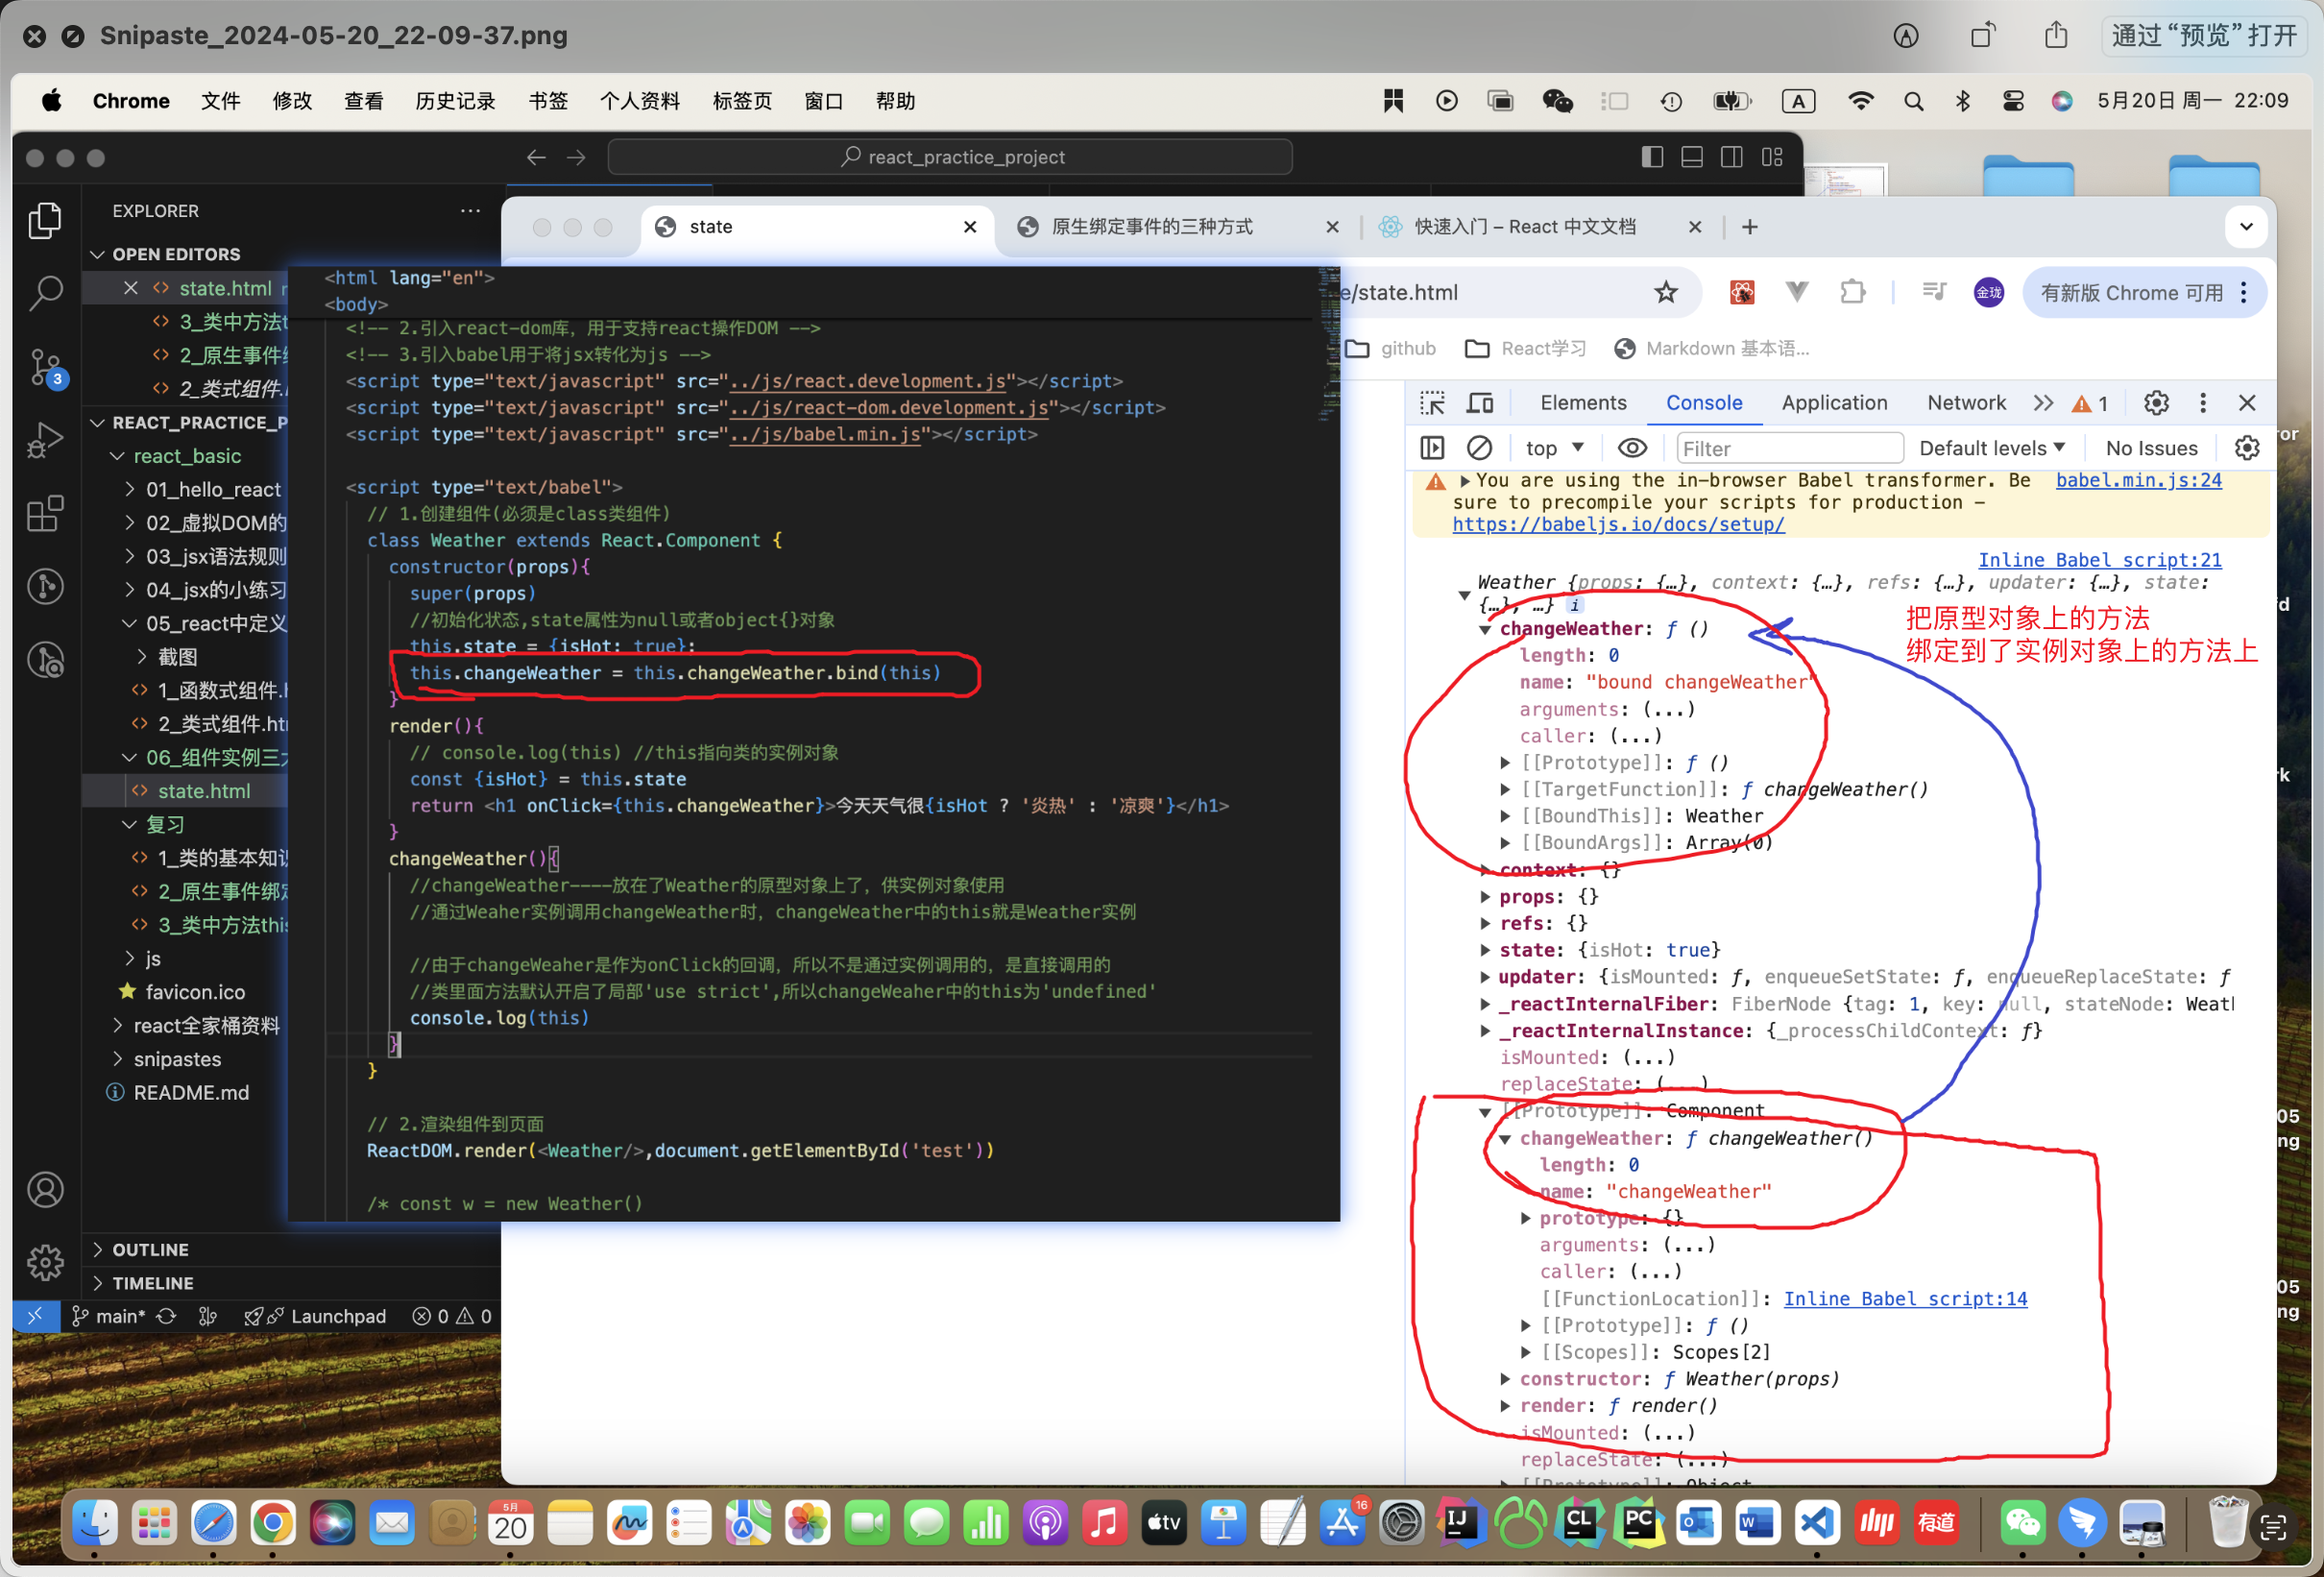 Snipaste_2024-05-20_22-09-37.png
通过“预览”打开
Chrome 文件 修改 查看 历史记录 书签 个人资料 标签页 窗口 帮助
A
5月20日 周一 22:09
react_practice_project
EXPLORER
OPEN EDITORS
state.html
3_类中方法t
2_原生事件
2_类式组件.
REACT_PRACTICE_P
react_basic
01_hello_react
02_虚拟DOM的
03_jsx语法规则
04_jsx的小练习
05_react中定义
截图
1_函数式组件.h
2_类式组件.htr
06_组件实例三
state.html
复习
1_类的基本知
2_原生事件绑
3_类中方法this
js
favicon.ico
react全家桶资料
snipastes
README.md
OUTLINE
TIMELINE
3
main*
Launchpad
0
0
state
原生绑定事件的三种方式
快速入门 – React 中文文档
e/state.html
金珑
有新版 Chrome 可用
github
React学习
Markdown 基本语...
<html lang="en">
<body>
<!-- 2.引入react-dom库，用于支持react操作DOM -->
<!-- 3.引入babel用于将jsx转化为js -->
<script type="text/javascript" src="../js/react.development.js"></script>
<script type="text/javascript" src="../js/react-dom.development.js"></script>
<script type="text/javascript" src="../js/babel.min.js"></script>
<script type="text/babel">
// 1.创建组件(必须是class类组件)
class Weather extends React.Component {
constructor(props){
super(props)
//初始化状态,state属性为null或者object{}对象
this.state = {isHot: true};
this.changeWeather = this.changeWeather.bind(this)
}
render(){
// console.log(this) //this指向类的实例对象
const {isHot} = this.state
return <h1 onClick={this.changeWeather}>今天天气很{isHot ? '炎热' : '凉爽'}</h1>
}
changeWeather(){
//changeWeather----放在了Weather的原型对象上了，供实例对象使用
//通过Weaher实例调用changeWeather时，changeWeather中的this就是Weather实例
//由于changeWeaher是作为onClick的回调，所以不是通过实例调用的，是直接调用的
//类里面方法默认开启了局部'use strict',所以changeWeaher中的this为'undefined'
console.log(this)
}
}
// 2.渲染组件到页面
ReactDOM.render(<Weather/>,document.getElementById('test'))
/* const w = new Weather()
Elements Console Application Network 1
top Filter Default levels No Issues
You are using the in-browser Babel transformer. Be babel.min.js:24
sure to precompile your scripts for production –
https://babeljs.io/docs/setup/
Inline Babel script:21
Weather {props: {…}, context: {…}, refs: {…}, updater: {…}, state:
{…}, …} i
把原型对象上的方法
绑定到了实例对象上的方法上
changeWeather: ƒ ()
length: 0
name: "bound changeWeather"
arguments: (...)
caller: (...)
[[Prototype]]: ƒ ()
[[TargetFunction]]: ƒ changeWeather()
[[BoundThis]]: Weather
[[BoundArgs]]: Array(0)
context: {}
props: {}
refs: {}
state: {isHot: true}
updater: {isMounted: ƒ, enqueueSetState: ƒ, enqueueReplaceState: ƒ
_reactInternalFiber: FiberNode {tag: 1, key: null, stateNode: Weat
_reactInternalInstance: {_processChildContext: ƒ}
isMounted: (...)
replaceState: (...)
[[Prototype]]: Component
changeWeather: ƒ changeWeather()
length: 0
name: "changeWeather"
prototype: {}
arguments: (...)
caller: (...)
[[FunctionLocation]]: Inline Babel script:14
[[Prototype]]: ƒ ()
[[Scopes]]: Scopes[2]
constructor: ƒ Weather(props)
render: ƒ render()
isMounted: (...)
replaceState: (...)
[[Prototype]]: Object
ror
rd
rk
05
ng
05
ng
5月
20
tv
16
IJ
CL
PC
W
有道